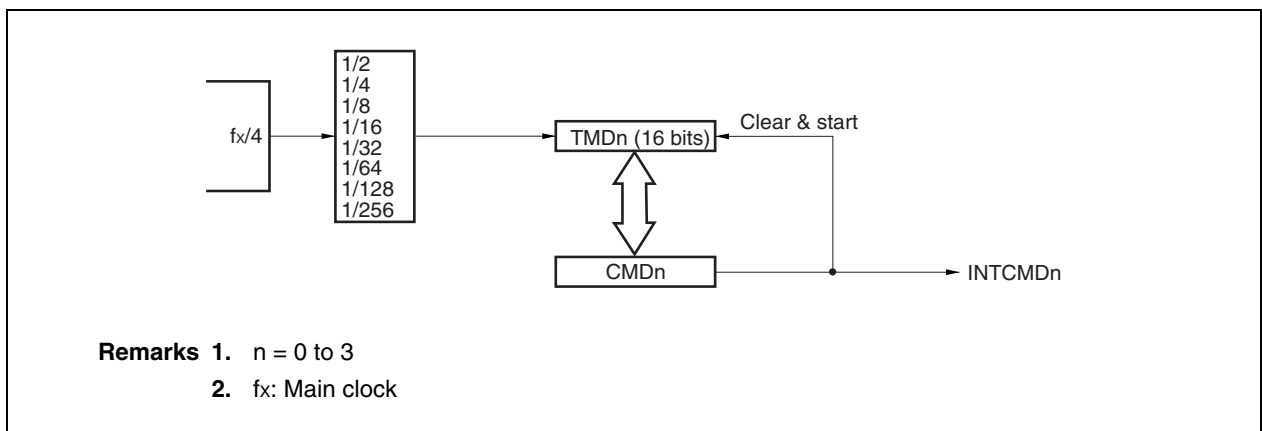 1/2
1/4
1/8
1/16
1/32
1/64
1/128
1/256
fx/4
TMDn (16 bits)
Clear & start
CMDn
INTCMDn
Remarks 1. n = 0 to 3
2. fx: Main clock